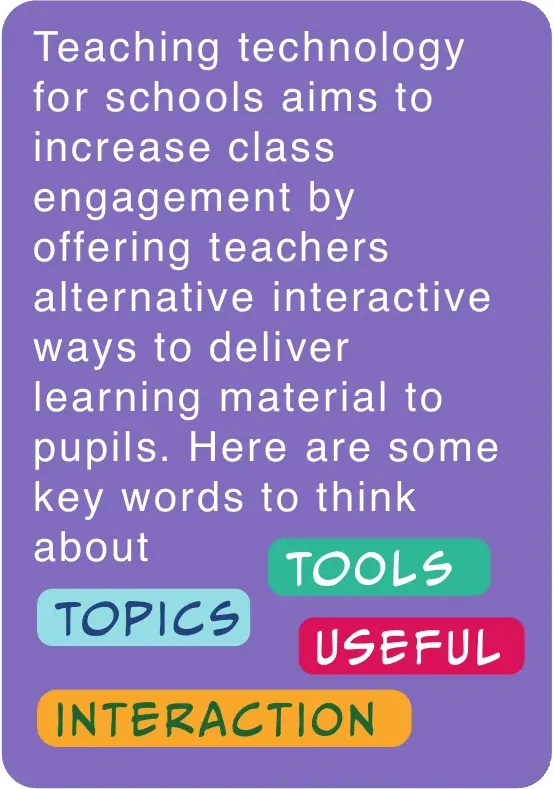 Teaching technology
for schools aims to
increase class
engagement by
offering teachers
alternative interactive
ways to deliver
learning material to
pupils. Here are some
key words to think
about
TOOLS
TOPICS
USEFUL
INTERACTION